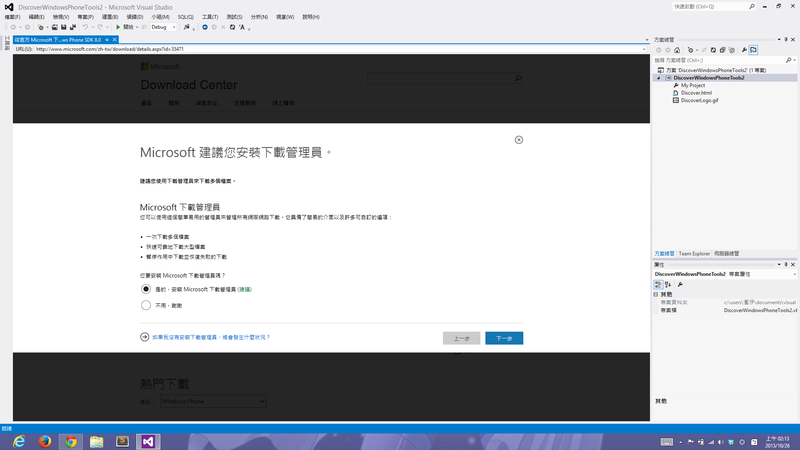 DiscoverWindowsPhoneTools2 – Microsoft Visual Studio
快速啟動 (Ctrl+Q)
檔案(F) 編輯(E) 檢視(V) 專案(P) 建置(B) 偵錯(D) 小組(M) SQL(Q) 工具(T) 測試(S) 分析(N) 視窗(W) 說明(H)
開始 Debug
從官方 Microsoft 下...ws Phone SDK 8.0
URL(U): http://www.microsoft.com/zh-tw/download/details.aspx?id=35471
Microsoft
Download Center
Microsoft 建議您安裝下載管理員。
建議您使用下載管理員來下載多個檔案。
Microsoft 下載管理員
您可以使用這個簡單易用的管理員來管理所有網際網路下載。它具備了簡易的介面以及許多可自訂的選項：
一次下載多個檔案
快速可靠地下載大型檔案
暫停作用中下載並恢復失敗的下載
您要安裝 Microsoft 下載管理員嗎？
是的，安裝 Microsoft 下載管理員 (建議)
不用，謝謝
如果我沒有安裝下載管理員，將會發生什麼狀況？
上一步
下一步
熱門下載
Windows Phone
方案總管
搜尋 方案總管 (Ctrl+;)
方案 'DiscoverWindowsPhoneTools2' (1 專案)
DiscoverWindowsPhoneTools2
My Project
Discover.html
DiscoverLogo.gif
方案總管 Team Explorer 伺服器總管
屬性
DiscoverWindowsPhoneTools2 專案屬性
其他
專案資料夾
專案檔 DiscoverWindowsPhoneTools2.vb
其他
就緒
上午 02:13
2013/10/26